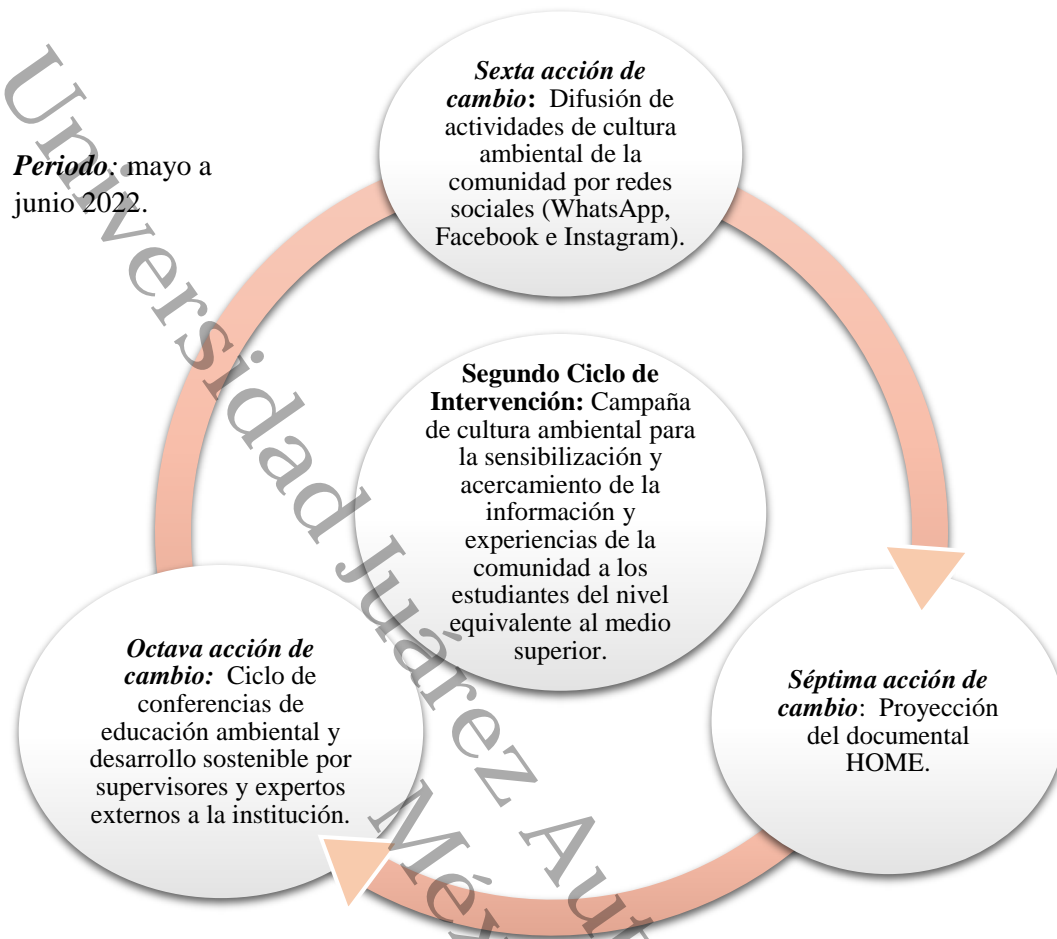 Sexta acción de
cambio: Difusión de
actividades de cultura
ambiental de la
comunidad por redes
sociales (WhatsApp,
Facebook e Instagram).
Periodo: mayo a
junio 2022.
Segundo Ciclo de
Intervención: Campaña
de cultura ambiental para
la sensibilización y
acercamiento de la
información y
experiencias de la
comunidad a los
estudiantes del nivel
equivalente al medio
superior.
Octava acción de
cambio: Ciclo de
conferencias de
educación ambiental y
desarrollo sostenible por
supervisores y expertos
externos a la institución.
Séptima acción de
cambio: Proyección
del documental
HOME.
Universidad Juárez